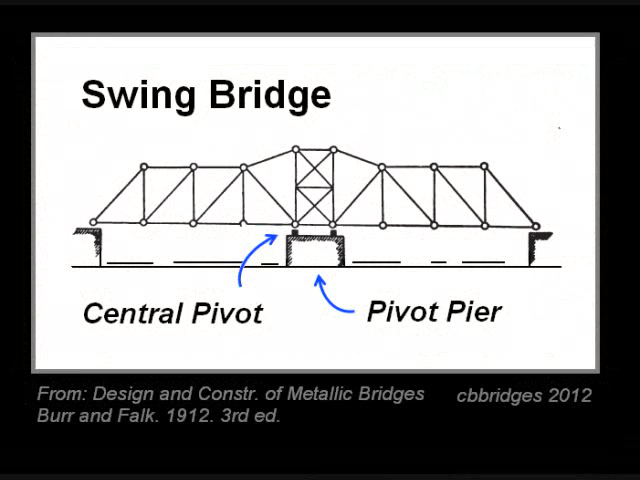 Swing Bridge
Central Pivot
Pivot Pier
From: Design and Constr. of Metallic Bridges
Burr and Falk. 1912. 3rd ed.
cbbridges 2012